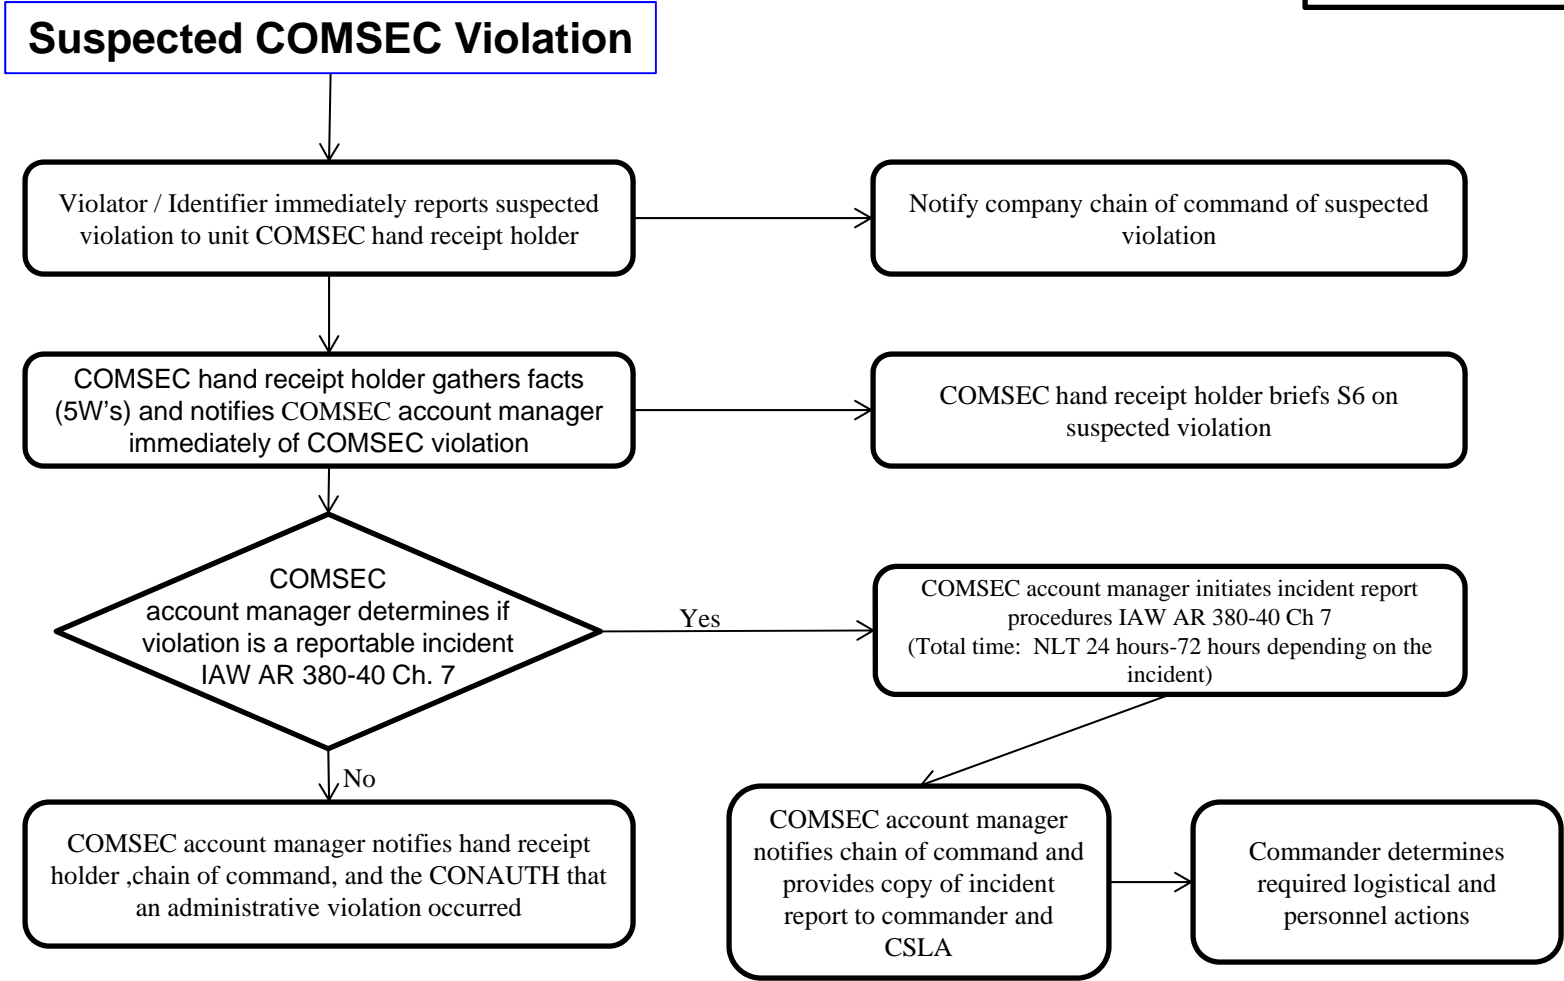 Suspected COMSEC Violation
Violator / Identifier immediately reports suspected
violation to unit COMSEC hand receipt holder
Notify company chain of command of suspected
violation
COMSEC hand receipt holder gathers facts
(5W’s) and notifies COMSEC account manager
immediately of COMSEC violation
COMSEC hand receipt holder briefs S6 on
suspected violation
COMSEC
account manager determines if
violation is a reportable incident
IAW AR 380-40 Ch. 7
Yes
COMSEC account manager initiates incident report
procedures IAW AR 380-40 Ch 7
(Total time:  NLT 24 hours-72 hours depending on the
incident)
No
COMSEC account manager notifies hand receipt
holder ,chain of command, and the CONAUTH that
an administrative violation occurred
COMSEC account manager
notifies chain of command and
provides copy of incident
report to commander and
CSLA
Commander determines
required logistical and
personnel actions